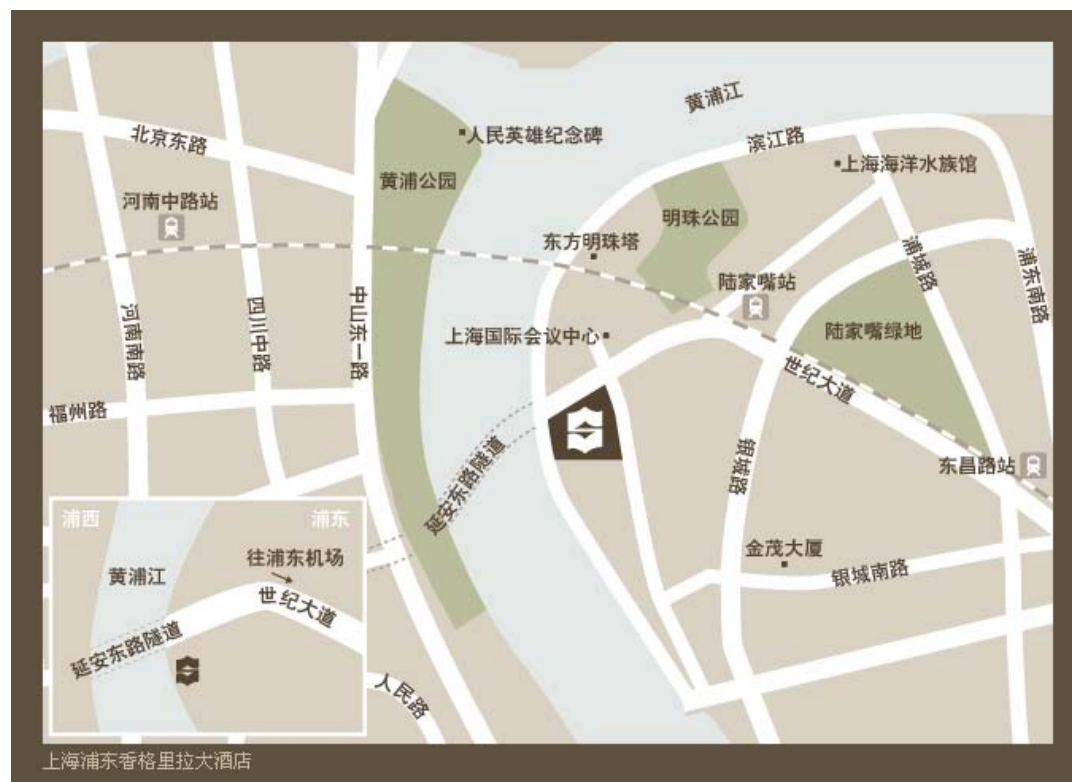 黄浦江
滨江路
北京东路
人民英雄纪念碑
上海海洋水族馆
黄浦公园
河南中路站
明珠公园
东方明珠塔
浦城路
浦东南路
陆家嘴站
河南南路
四川中路
中山东一路
上海国际会议中心
陆家嘴绿地
世纪大道
福州路
延安东路隧道
银城路
东昌路站
金茂大厦
银城南路
浦西
浦东
往浦东机场
黄浦江
世纪大道
延安东路隧道
人民路
上海浦东香格里拉大酒店